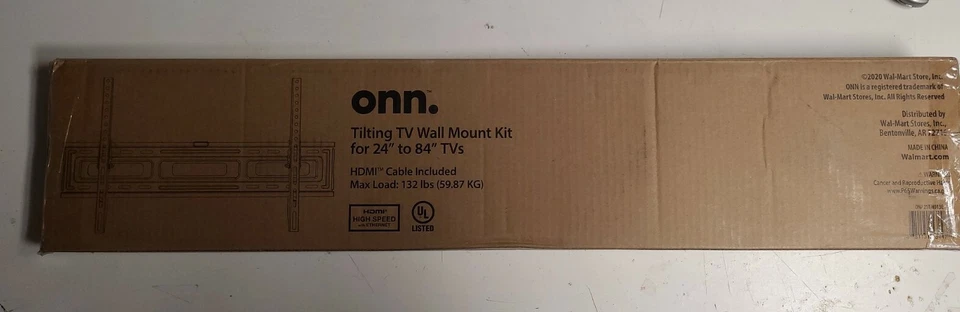 onn.
Tilting TV Wall Mount Kit
for 24" to 84" TVs
HDMI™ Cable Included
Max Load: 132 lbs (59.87 KG)
HDMI
HIGH SPEED
with ETHERNET
UL
LISTED
©2020 Wal-Mart Store, Inc.
ONN is a registered trademark of
Wal-Mart Stores, Inc. All Rights Reserved
Distributed by
Wal-Mart Stores, Inc.,
Bentonville, AR
MADE IN CHINA
Walmart.com
Cancer and Reproductive